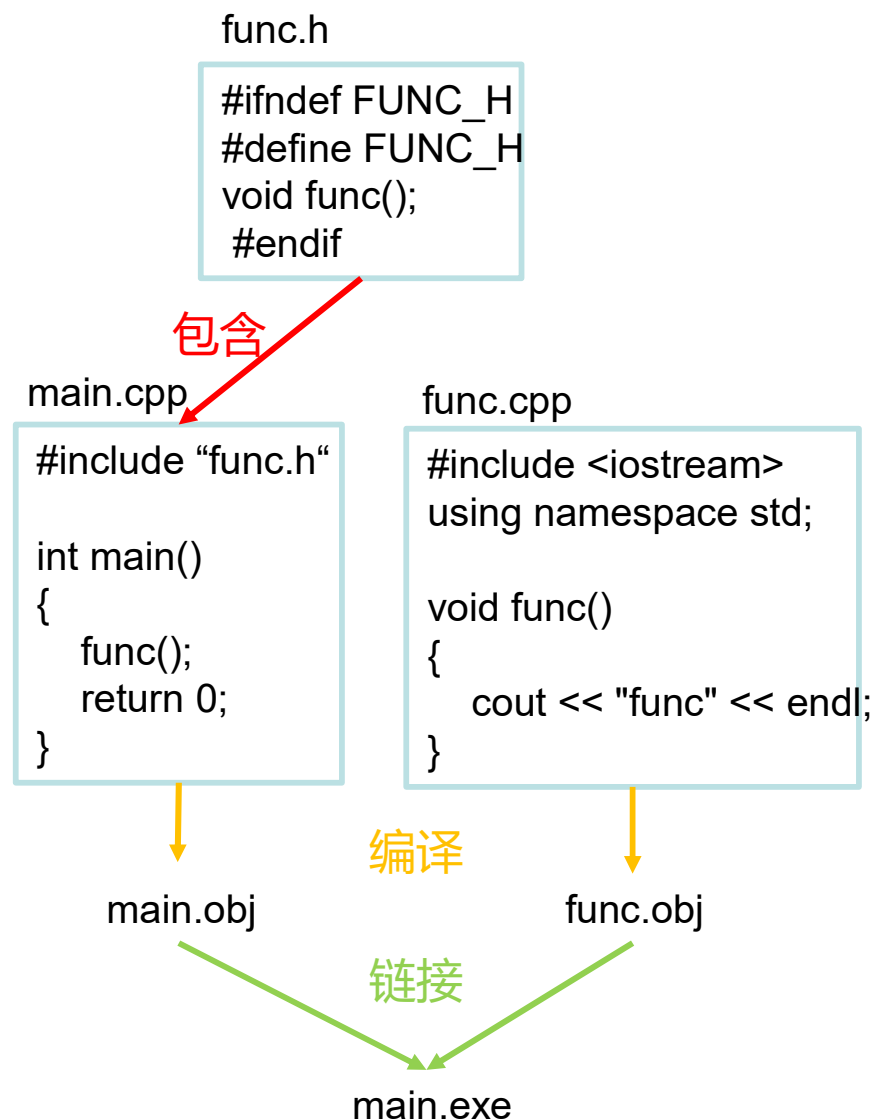 func.h
#ifndef FUNC_H
#define FUNC_H
void func();
#endif
包含
main.cpp
#include “func.h“
int main()
{
func();
return 0;
}
func.cpp
#include <iostream>
using namespace std;
void func()
{
cout << "func" << endl;
}
编译
main.obj
func.obj
链接
main.exe